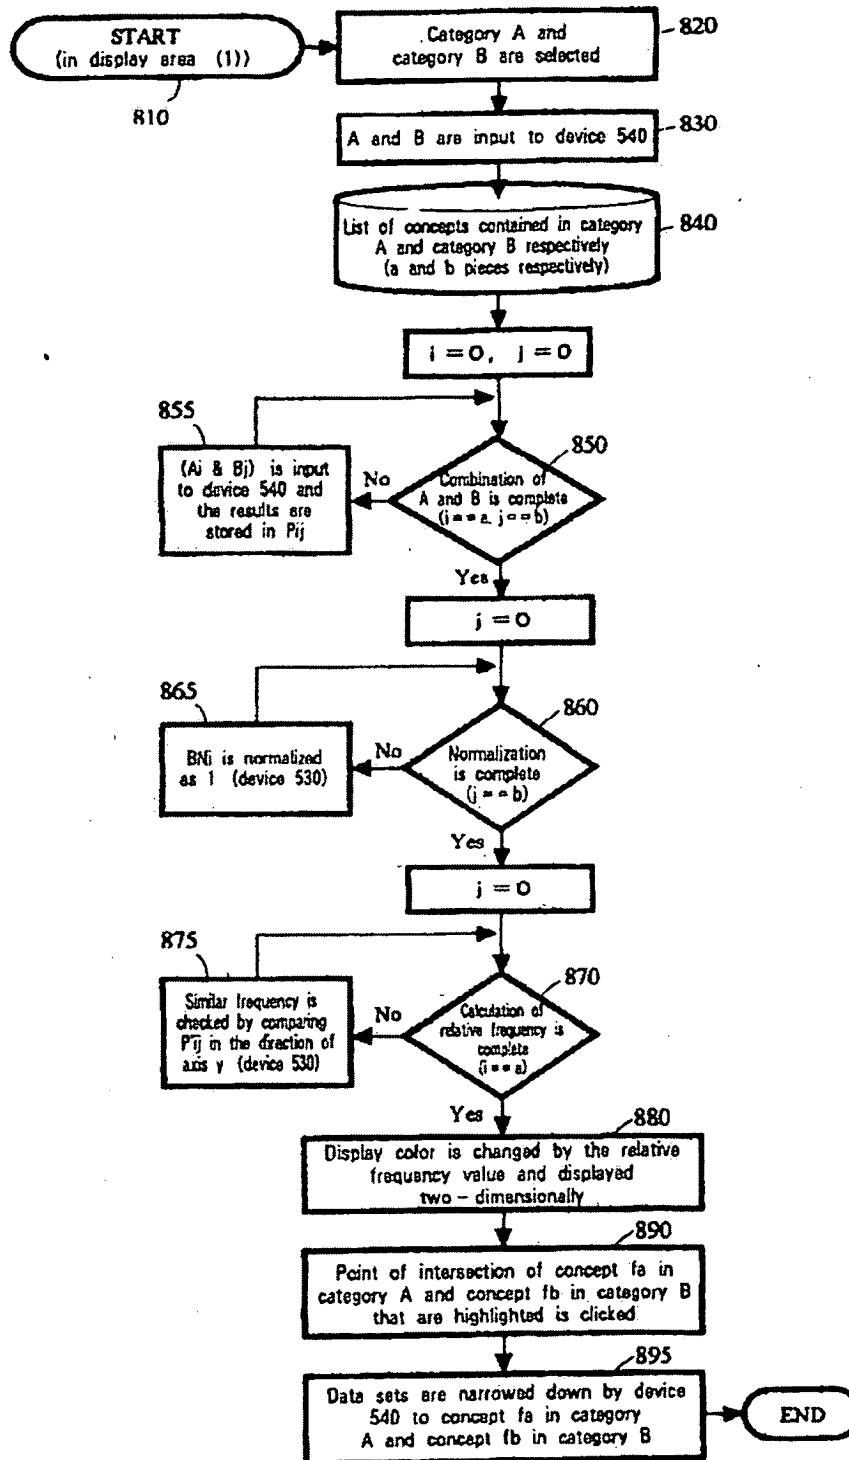 START
(in display area (1))
810
Category A and
category B are selected
820
A and B are input to device 540
830
List of concepts contained in category
A and category B respectively
(a and b pieces respectively)
840
i = 0, j = 0
855
(Ai & Bj) is input
to device 540 and
the results are
stored in Pij
No
850
Combination of
A and B is complete
(i = = a, j = = b)
Yes
j = 0
865
BNi is normalized
as 1 (device 530)
No
860
Normalization
is complete
(j = = b)
Yes
j = 0
875
Similar frequency is
checked by comparing
Pij in the direction of
axis y (device 530)
No
870
Calculation of
relative frequency is
complete
(i = = a)
Yes
880
Display color is changed by the relative
frequency value and displayed
two - dimensionally
890
Point of intersection of concept fa in
category A and concept fb in category B
that are highlighted is clicked
895
Data sets are narrowed down by device
540 to concept fa in category
A and concept fb in category B
END